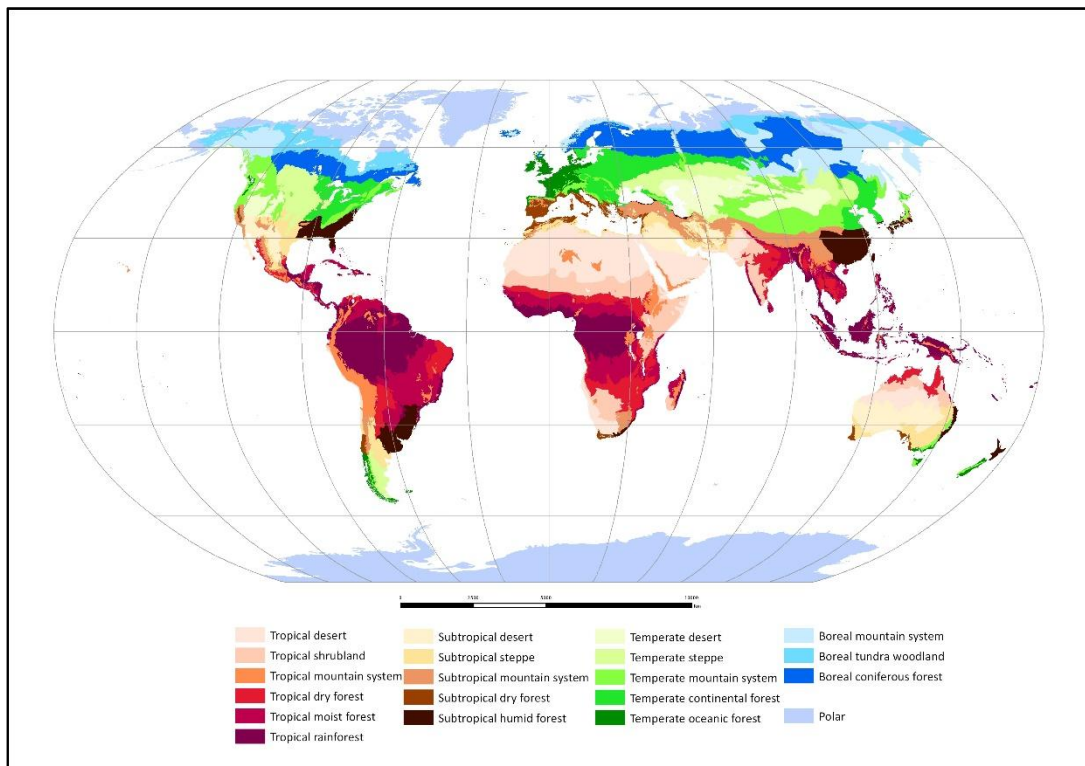 0
Tropical desert
Tropical shrubland
Tropical mountain system
Tropical dry forest
Tropical moist forest
Tropical rainforest
Subtropical desert
Subtropical steppe
Subtropical mountain system
Subtropical dry forest
Subtropical humid forest
Temperate desert
Temperate steppe
Temperate mountain system
Temperate continental forest
Temperate oceanic forest
Boreal mountain system
Boreal tundra woodland
Boreal coniferous forest
Polar